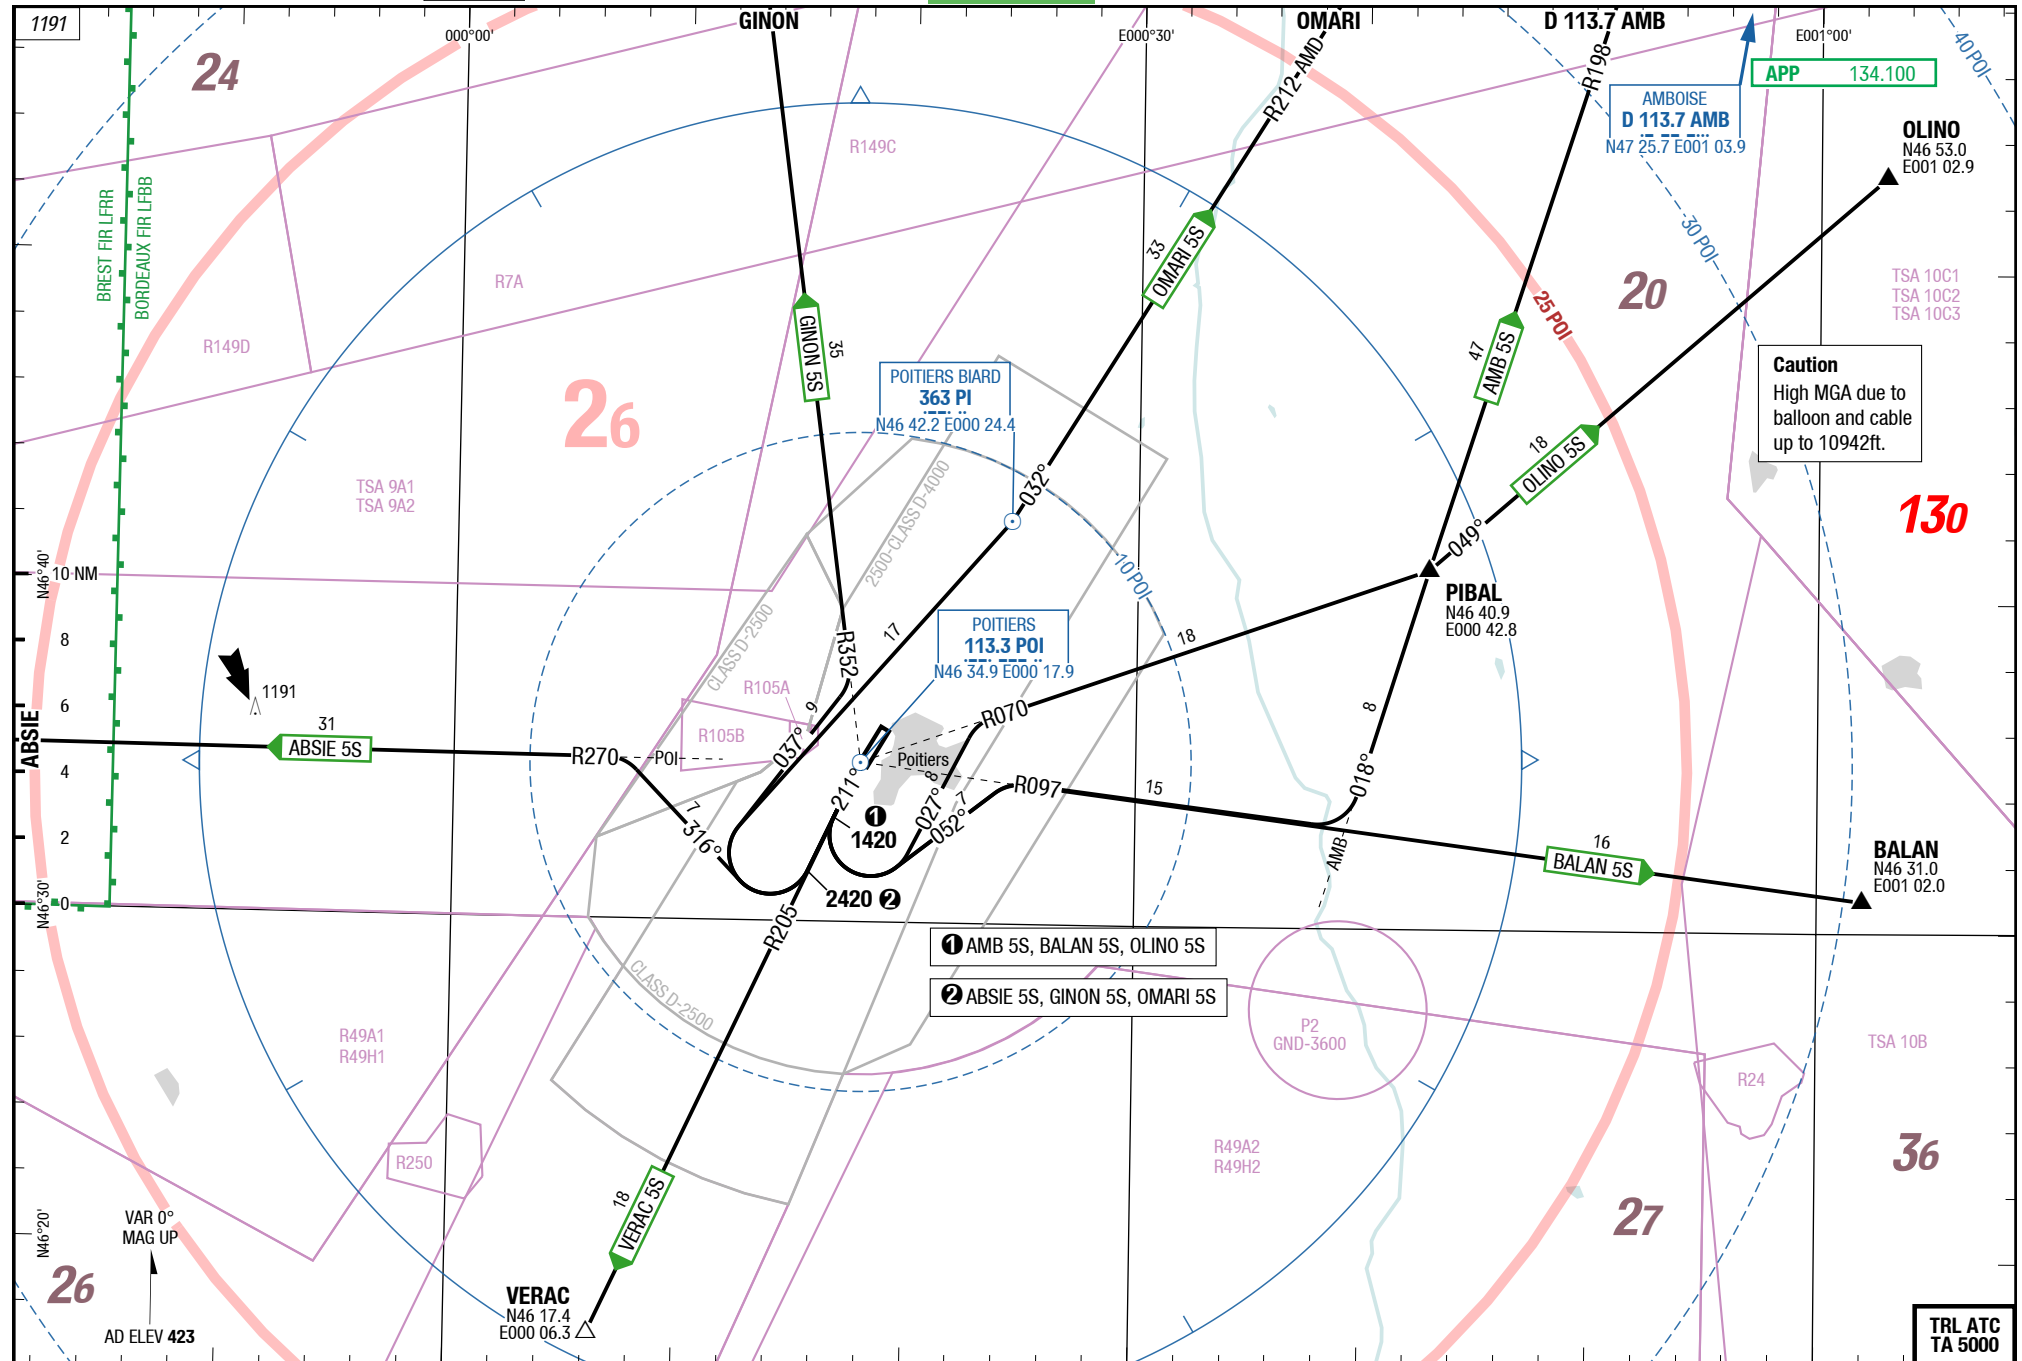 1191
GINON
OMARI
D 113.7 AMB
000°00'
E000°30'
E001°00'
24
40 POI
APP 134.100
R198
R212-AMD
AMBOISE
D 113.7 AMB
N47 25.7 E001 03.9
OLINO
N46 53.0
E001 02.9
R149C
BREST FIR LFRR
BORDEAUX FIR LFBB
30 POI
33
OMARI 5S
R7A
20
25 POI
TSA 10C1
TSA 10C2
TSA 10C3
R149D
GINON 5S
35
47
AMB 5S
Caution
High MGA due to
balloon and cable
up to 10942ft.
POITIERS BIARD
363 PI
N46 42.2 E000 24.4
26
18
OLINO 5S
TSA 9A1
TSA 9A2
032°
2500-CLASS D-4000
130
049°
10 POI
N46°40'
10 NM
PIBAL
N46 40.9
E000 42.8
8
6
4
2
0
CLASS D-2500
R352
17
18
POITIERS
113.3 POI
N46 34.9 E000 17.9
1191
R105A
R105B
9
037°
R070
8
ABSIE
31
ABSIE 5S
R270
POI
Poitiers
211°
R097
15
018°
8
027°
7
052°
7
316°
1
1420
AMB
16
BALAN 5S
BALAN
N46 31.0
E001 02.0
N46°30'
2420 2
R205
1 AMB 5S, BALAN 5S, OLINO 5S
2 ABSIE 5S, GINON 5S, OMARI 5S
CLASS D-2500
R49A1
R49H1
P2
GND-3600
TSA 10B
R24
R250
R49A2
R49H2
36
18
VERAC 5S
27
N46°20'
VAR 0°
MAG UP
26
VERAC
N46 17.4
E000 06.3
AD ELEV 423
TRL ATC
TA 5000